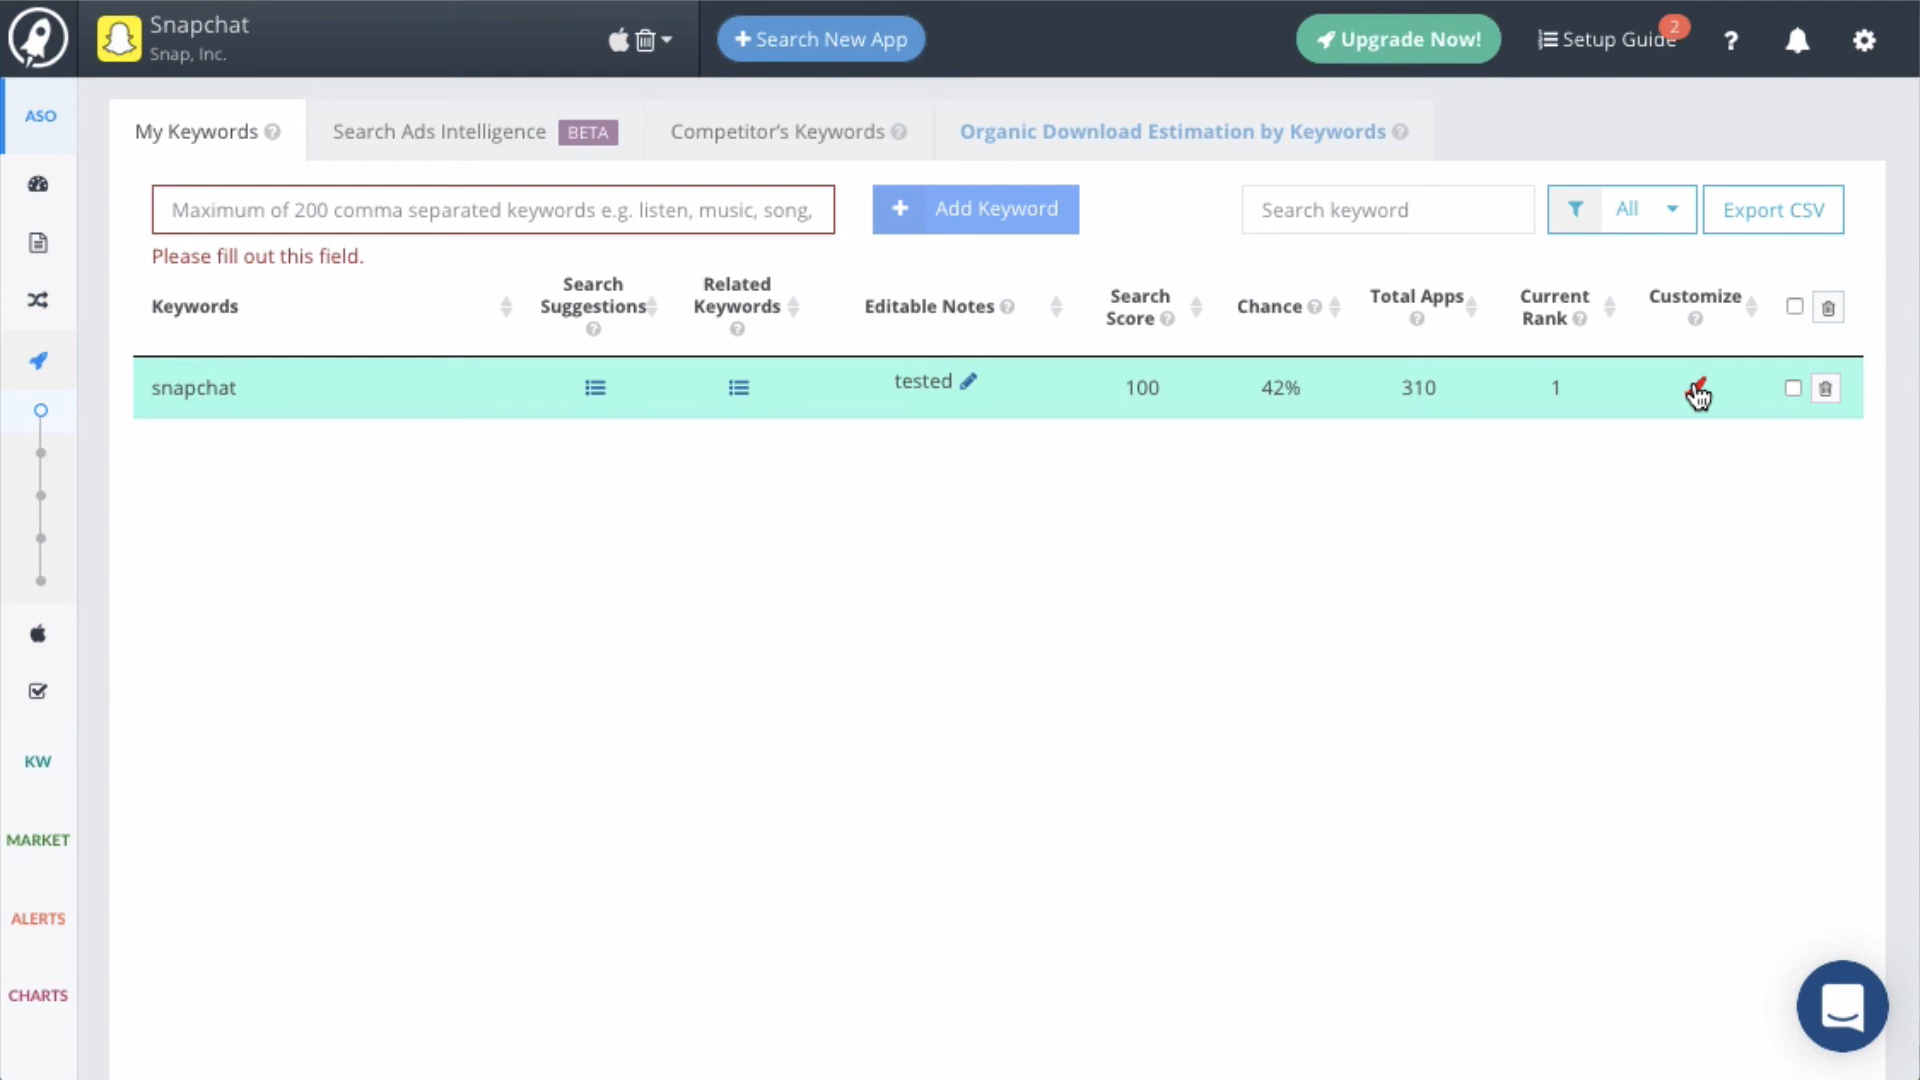 Snapchat
Snap, Inc.
+ Search New App
Upgrade Now!
Setup Guide
2
?
ASO
My Keywords ?
Search Ads Intelligence BETA
Competitor's Keywords ?
Organic Download Estimation by Keywords ?
Maximum of 200 comma separated keywords e.g. listen, music, song,
+ Add Keyword
Search keyword
All
Export CSV
Please fill out this field.
Keywords
Search Suggestions ?
Related Keywords ?
Editable Notes ?
Search Score ?
Chance ?
Total Apps ?
Current Rank ?
Customize ?
snapchat
tested
100
42%
310
1
KW
MARKET
ALERTS
CHARTS